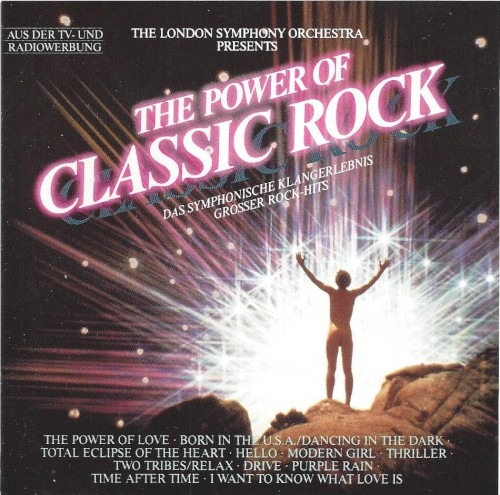 AUS DER TV- UND
RADIOWERBUNG
THE LONDON SYMPHONY ORCHESTRA
PRESENTS
THE POWER OF
CLASSIC ROCK
DAS SYMPHONISCHE KLANGERLEBNIS
GROSSER ROCK-HITS
THE POWER OF LOVE · BORN IN THE U.S.A./DANCING IN THE DARK ·
TOTAL ECLIPSE OF THE HEART · HELLO · MODERN GIRL · THRILLER ·
TWO TRIBES/RELAX · DRIVE · PURPLE RAIN ·
TIME AFTER TIME · I WANT TO KNOW WHAT LOVE IS